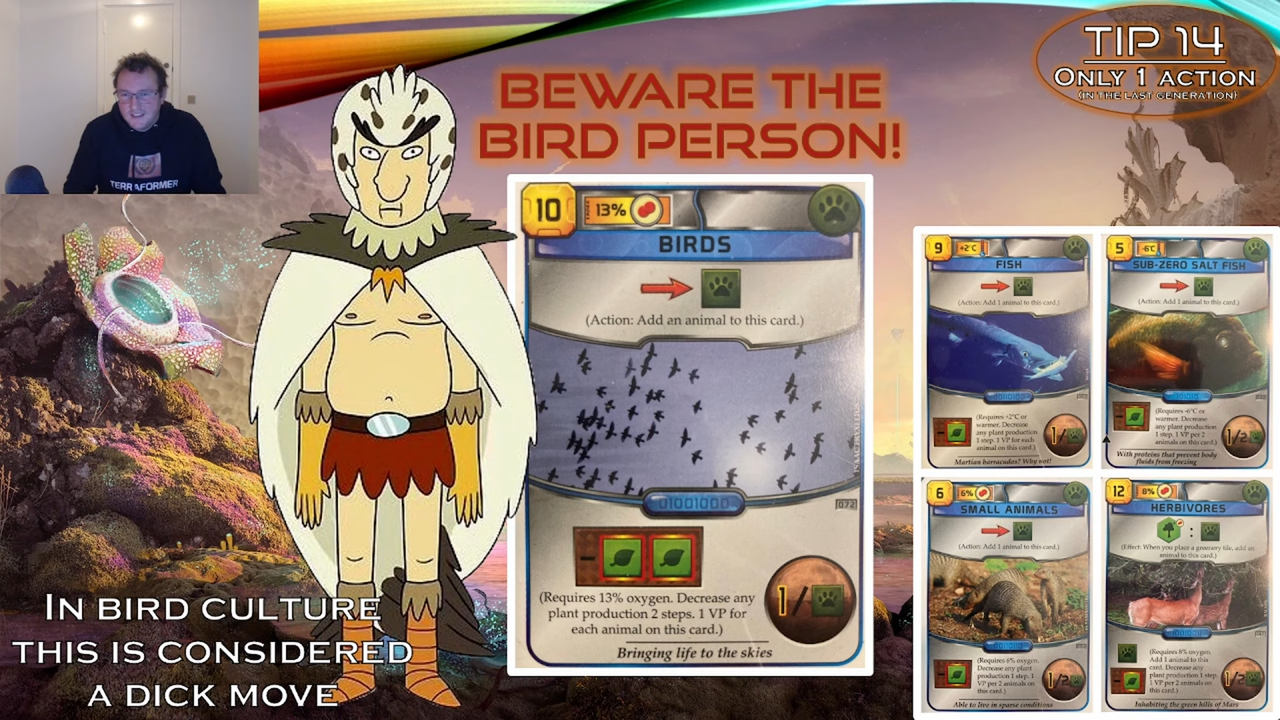 TERRAFORMER
BEWARE THE
BIRD PERSON!
TIP 14
ONLY 1 ACTION
(IN THE LAST GENERATION)
10
13%
BIRDS
(Action: Add an animal to this card.)
01001000
072
(Requires 13% oxygen. Decrease any
plant production 2 steps. 1 VP for
each animal on this card.)
1/
Bringing life to the skies
9
+2°C
FISH
(Action: Add 1 animal to this card.)
(Requires +2°C or
warmer. Decrease
any plant production
1 step. 1 VP for each
animal on this card.)
1/
Martian barracudas? Why not!
5
-6°C
SUB-ZERO SALT FISH
(Action: Add 1 animal to this card.)
(Requires -6°C or
warmer. Decrease
any plant production
1 step. 1 VP per 2
animals on this card.)
1/2
With proteins that prevent body
fluids from freezing
6
6%
SMALL ANIMALS
(Action: Add 1 animal to this card.)
(Requires 6% oxygen.
Decrease any plant
production 1 step. 1
VP per 2 animals on
this card.)
1/2
Able to live in sparse conditions
12
8%
HERBIVORES
:
(Effect: When you place a greenery tile, add an
animal to this card.)
(Requires 8% oxygen.
Add 1 animal to this
card. Decrease any
plant production 1
step. 1 VP per 2 animals
on this card.)
1/2
Inhabiting the green hills of Mars
IN BIRD CULTURE
THIS IS CONSIDERED
A DICK MOVE